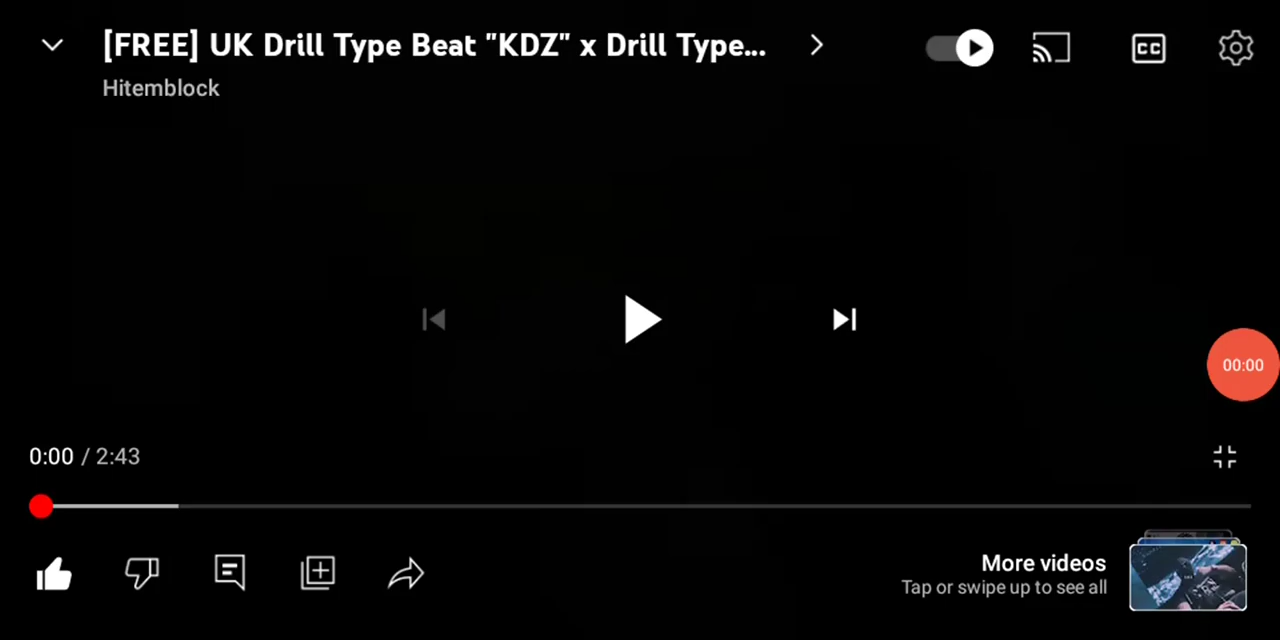 [FREE] UK Drill Type Beat "KDZ" x Drill Type...
Hitemblock
CC
00:00
0:00 / 2:43
More videos
Tap or swipe up to see all